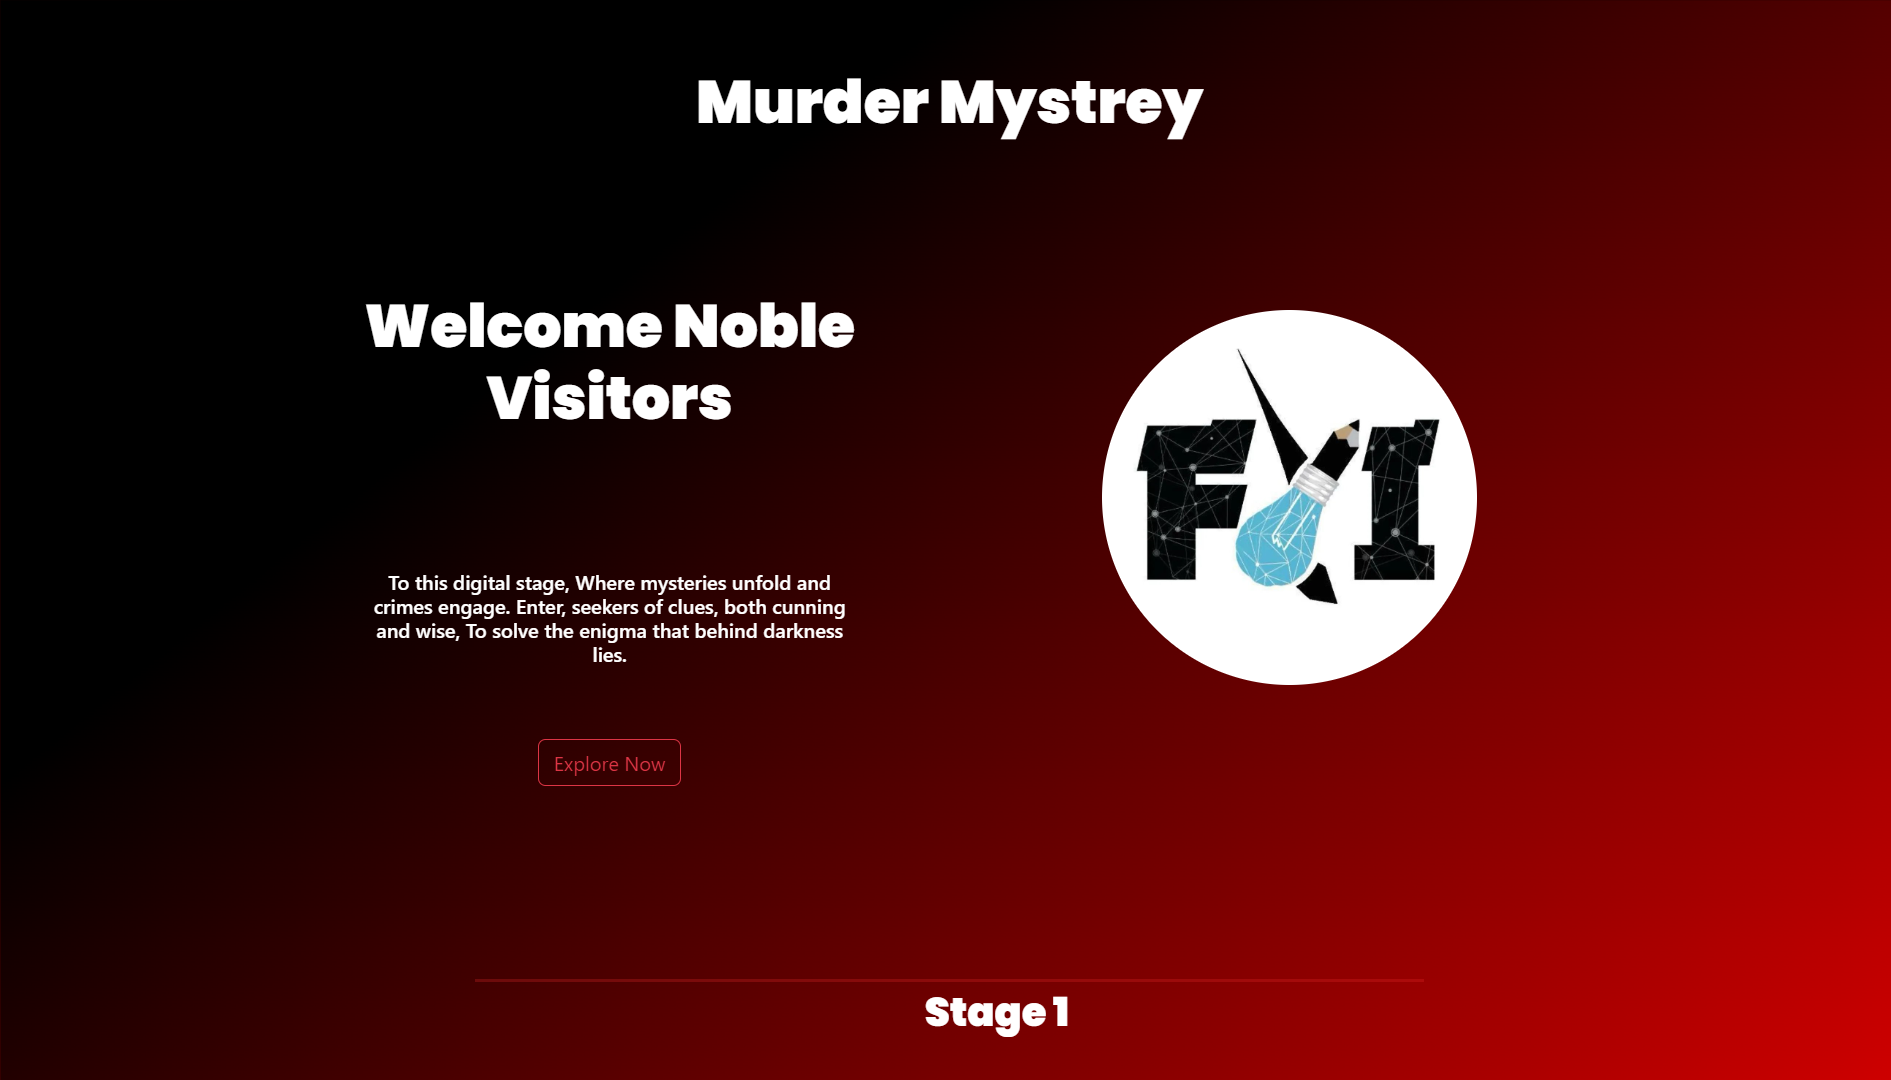 Murder Mystrey
Welcome Noble
Visitors
To this digital stage, Where mysteries unfold and
crimes engage. Enter, seekers of clues, both cunning
and wise, To solve the enigma that behind darkness
lies.
Explore Now
FYI
Stage 1